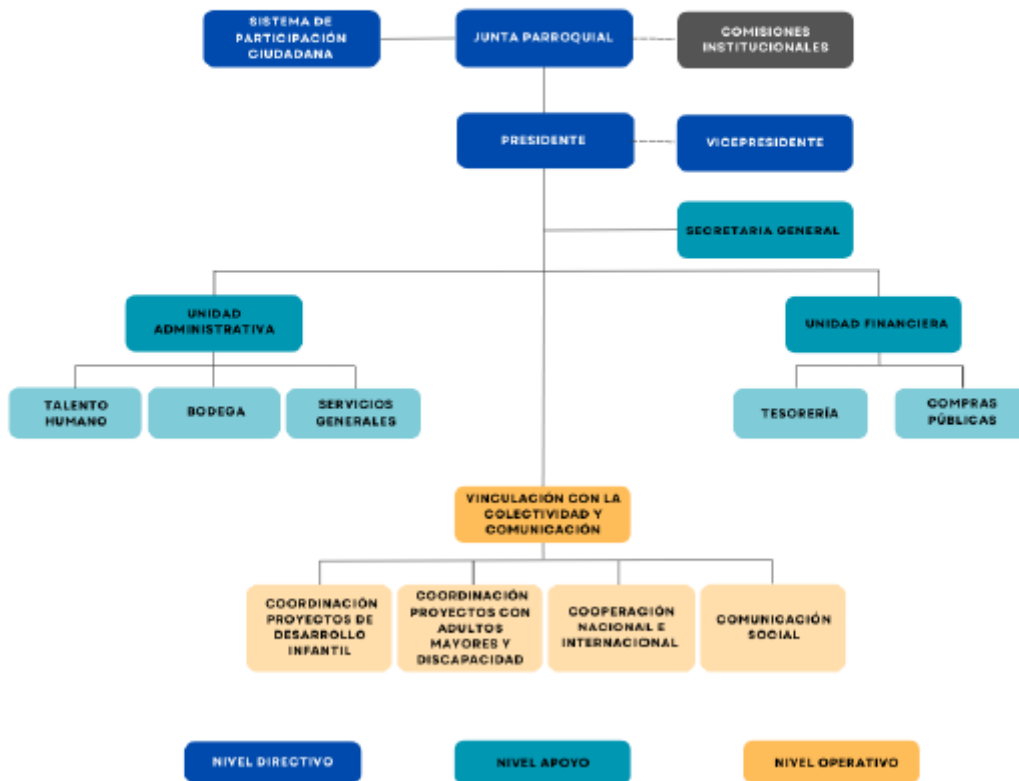 SISTEMA DE
PARTICIPACIÓN
CIUDADANA
JUNTA PARROQUIAL
COMISIONES
INSTITUCIONALES
PRESIDENTE
VICEPRESIDENTE
SECRETARIA GENERAL
UNIDAD
ADMINISTRATIVA
UNIDAD FINANCIERA
TALENTO
HUMANO
BODEGA
SERVICIOS
GENERALES
TESORERÍA
COMPRAS
PÚBLICAS
VINCULACIÓN CON LA
COLECTIVIDAD Y
COMUNICACIÓN
COORDINACIÓN
PROYECTOS DE
DESARROLLO
INFANTIL
COORDINACIÓN
PROYECTOS CON
ADULTOS
MAYORES Y
DISCAPACIDAD
COOPERACIÓN
NACIONAL E
INTERNACIONAL
COMUNICACIÓN
SOCIAL
NIVEL DIRECTIVO
NIVEL APOYO
NIVEL OPERATIVO